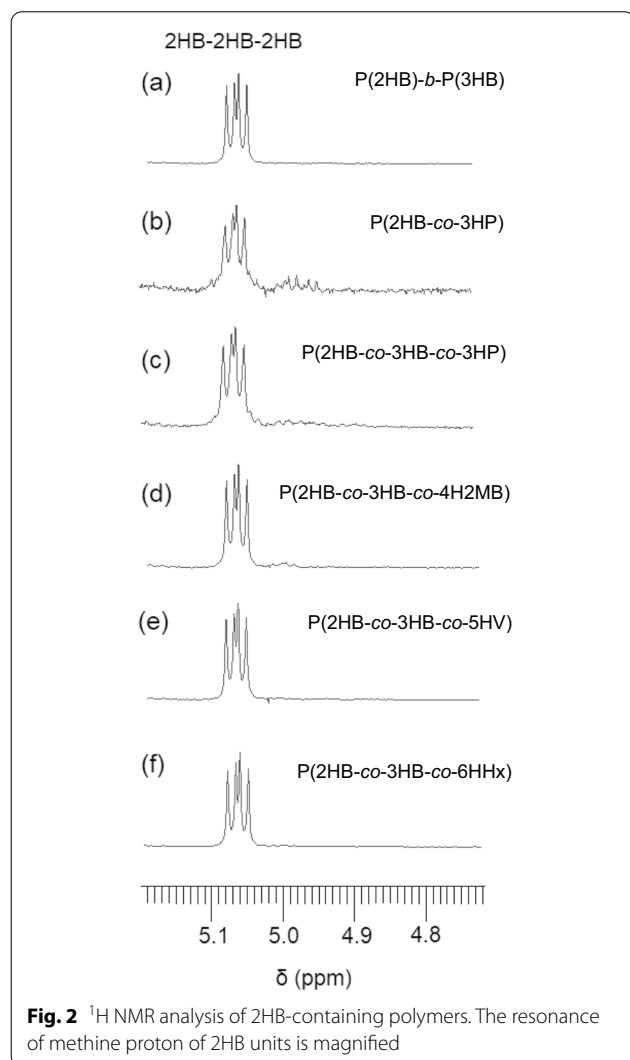 2HB-2HB-2HB
(a) P(2HB)-b-P(3HB)
(b) P(2HB-co-3HP)
(c) P(2HB-co-3HB-co-3HP)
(d) P(2HB-co-3HB-co-4H2MB)
(e) P(2HB-co-3HB-co-5HV)
(f) P(2HB-co-3HB-co-6HHx)
5.1 5.0 4.9 4.8
δ (ppm)
Fig. 2 ¹H NMR analysis of 2HB-containing polymers. The resonance
of methine proton of 2HB units is magnified